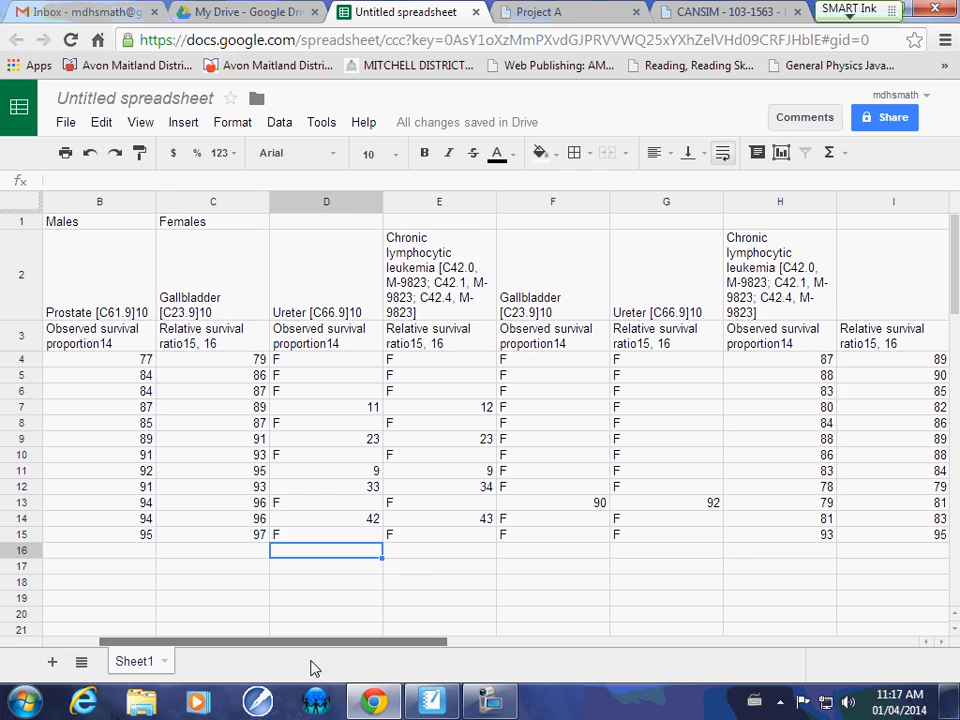 Inbox - mdhsmath@g
My Drive - Google Dri
Untitled spreadsheet
Project A
CANSIM - 103-1563 -
SMART Ink
https://docs.google.com/spreadsheet/ccc?key=0AsY1oXzMmPXvdGJPRVVWQ25xYXhZelVHd09CRFJHblE#gid=0
Apps
Avon Maitland Distri...
Avon Maitland Distri...
MITCHELL DISTRICT...
Web Publishing: AM...
Reading, Reading Sk...
General Physics Java...
»
Untitled spreadsheet
mdhsmath
File Edit View Insert Format Data Tools Help All changes saved in Drive
Comments
Share
$ % 123 Arial 10 B I S A Σ
fx
B C D E F G H I
1 Males Females
2 Prostate [C61.9]10
Gallbladder
[C23.9]10
Ureter [C66.9]10
Chronic
lymphocytic
leukemia [C42.0,
M-9823; C42.1, M-
9823; C42.4, M-
9823]
Gallbladder
[C23.9]10
Ureter [C66.9]10
Chronic
lymphocytic
leukemia [C42.0,
M-9823; C42.1, M-
9823; C42.4, M-
9823]
3 Observed survival
proportion14
Relative survival
ratio15, 16
Observed survival
proportion14
Relative survival
ratio15, 16
Observed survival
proportion14
Relative survival
ratio15, 16
Observed survival
proportion14
Relative survival
ratio15, 16
4 77 79 F F F F 87 89
5 84 86 F F F F 88 90
6 84 87 F F F F 83 85
7 87 89 11 12 F F 80 82
8 85 87 F F F F 84 86
9 89 91 23 23 F F 88 89
10 91 93 F F F F 86 88
11 92 95 9 9 F F 83 84
12 91 93 33 34 F F 78 79
13 94 96 F F 90 92 79 81
14 94 96 42 43 F F 81 83
15 95 97 F F F F 93 95
16
17
18
19
20
21
Sheet1
11:17 AM
01/04/2014